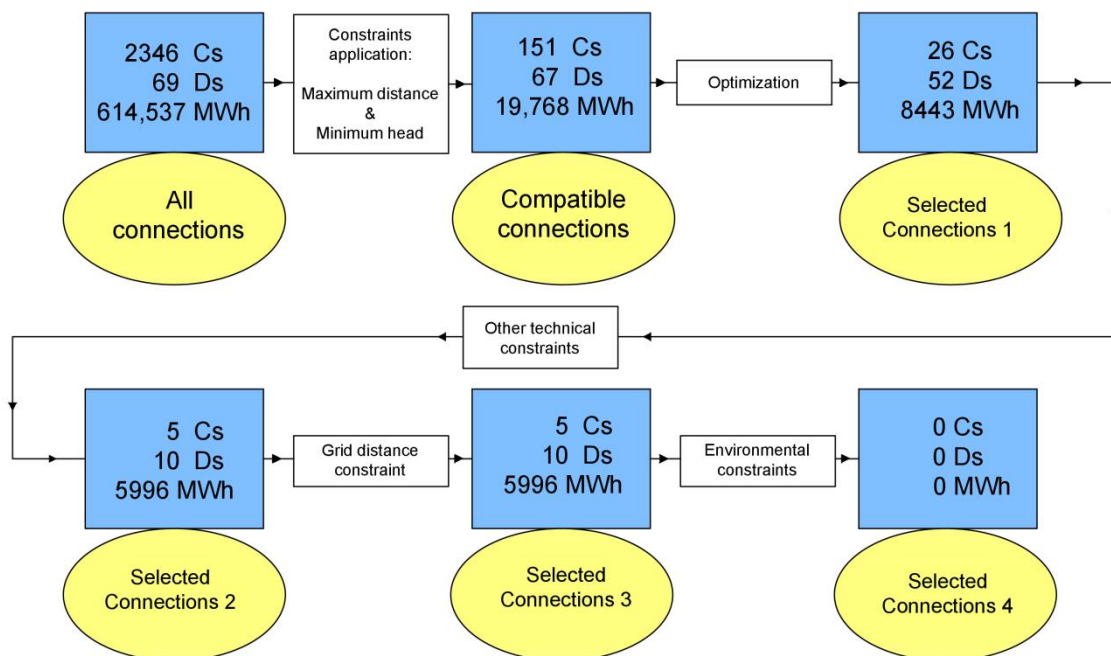 2346 Cs
69 Ds
614,537 MWh
All
connections
Constraints
application:
Maximum distance
&
Minimum head
151 Cs
67 Ds
19,768 MWh
Compatible
connections
Optimization
26 Cs
52 Ds
8443 MWh
Selected
Connections 1
Other technical
constraints
5 Cs
10 Ds
5996 MWh
Selected
Connections 2
Grid distance
constraint
5 Cs
10 Ds
5996 MWh
Selected
Connections 3
Environmental
constraints
0 Cs
0 Ds
0 MWh
Selected
Connections 4